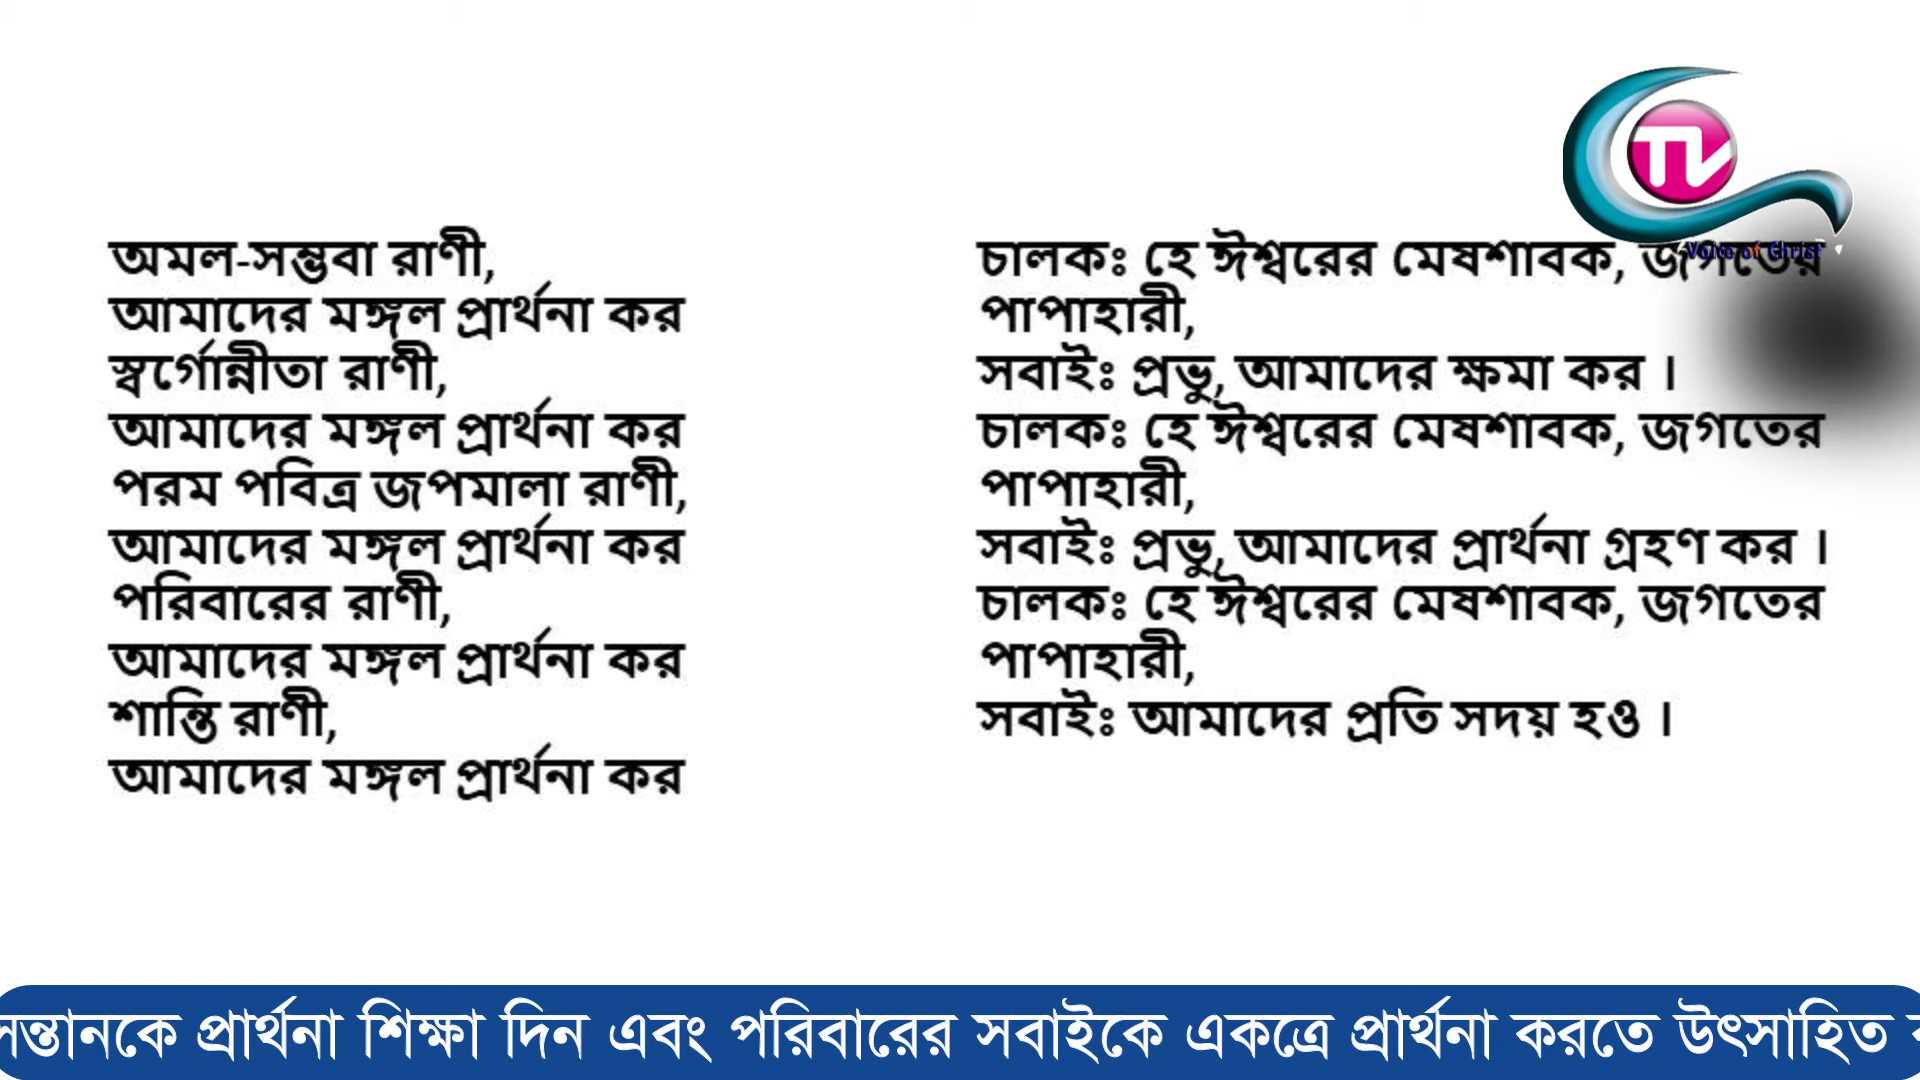 অমল-সম্ভবা রাণী,
আমাদের মঙ্গল প্রার্থনা কর
স্বর্গোন্নীতা রাণী,
আমাদের মঙ্গল প্রার্থনা কর
পরম পবিত্র জপমালা রাণী,
আমাদের মঙ্গল প্রার্থনা কর
পরিবারের রাণী,
আমাদের মঙ্গল প্রার্থনা কর
শান্তি রাণী,
আমাদের মঙ্গল প্রার্থনা কর
চালকঃ হে ঈশ্বরের মেষশাবক, জগতের
পাপাহারী,
সবাইঃ প্রভু, আমাদের ক্ষমা কর ।
চালকঃ হে ঈশ্বরের মেষশাবক, জগতের
পাপাহারী,
সবাইঃ প্রভু, আমাদের প্রার্থনা গ্রহণ কর ।
চালকঃ হে ঈশ্বরের মেষশাবক, জগতের
পাপাহারী,
সবাইঃ আমাদের প্রতি সদয় হও ।
TV
Voice of Christ
সন্তানকে প্রার্থনা শিক্ষা দিন এবং পরিবারের সবাইকে একত্রে প্রার্থনা করতে উৎসাহিত